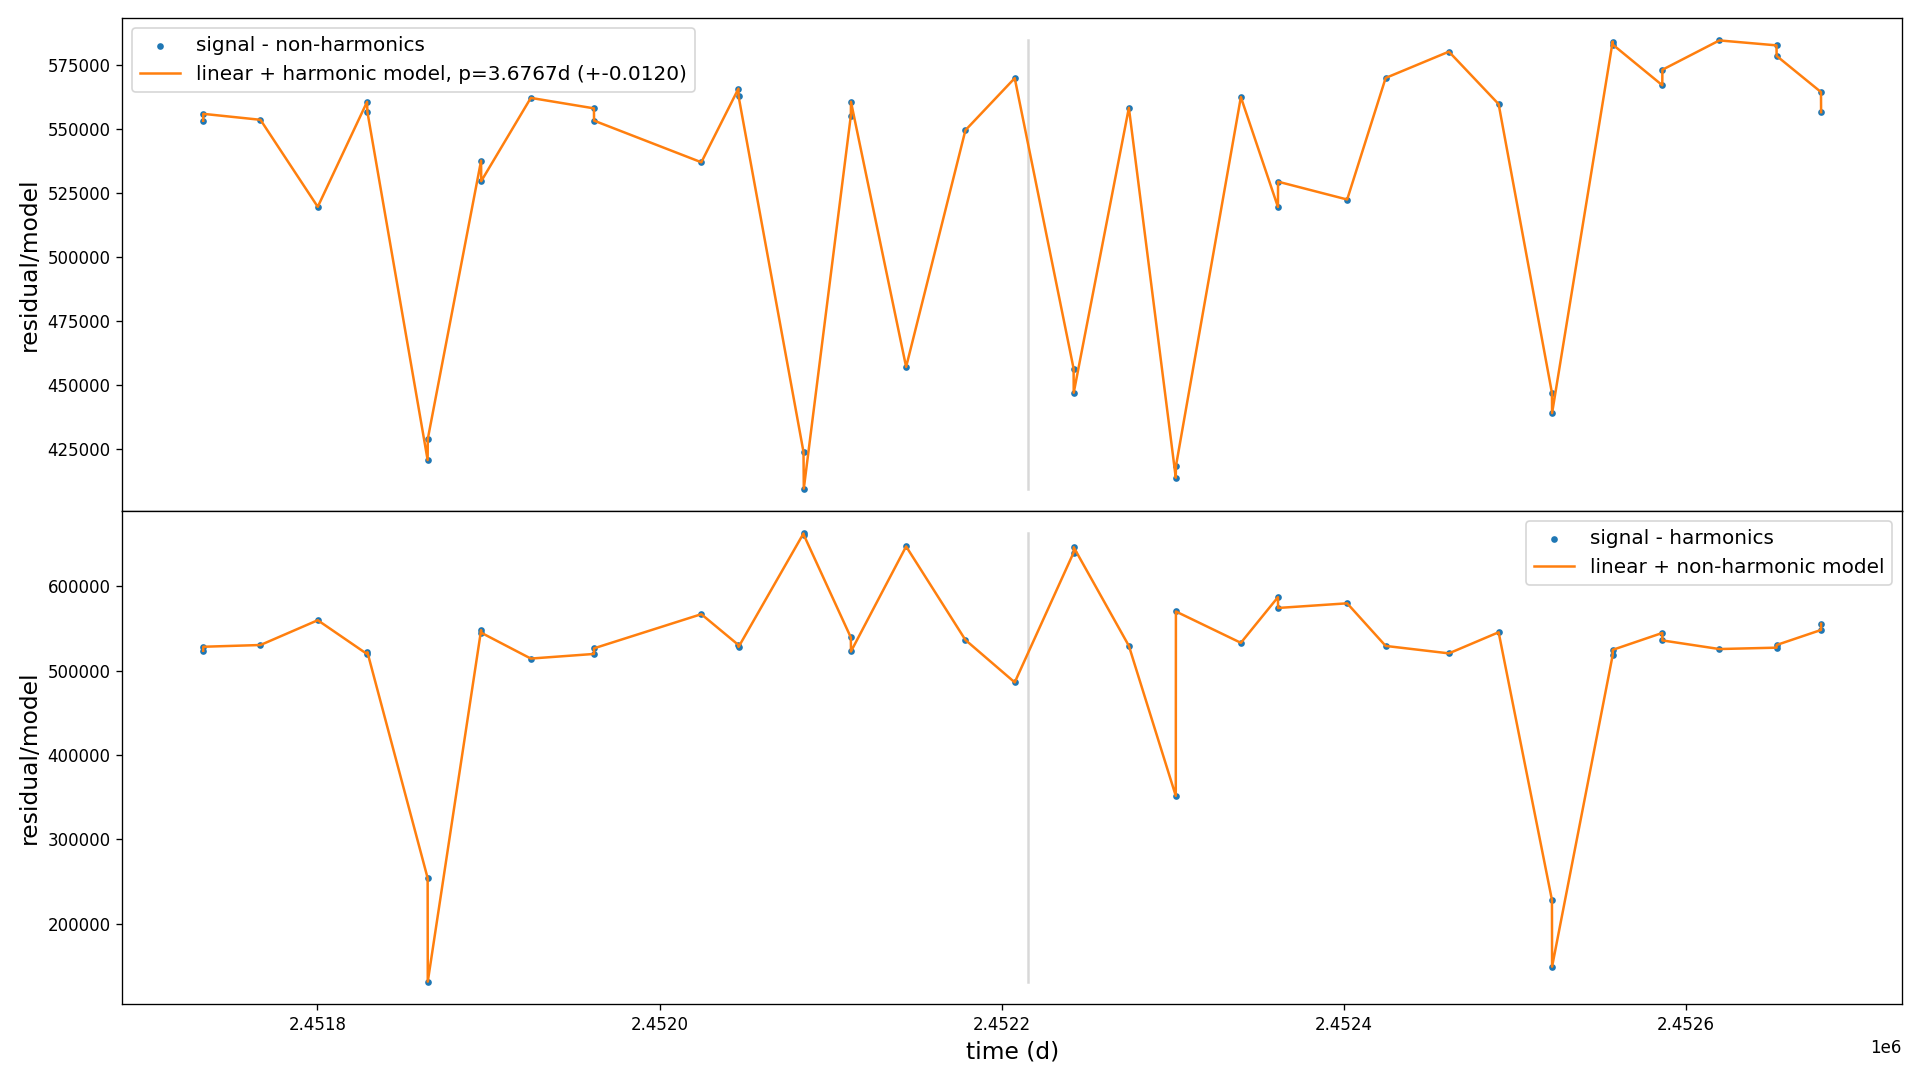 signal - non-harmonics
linear + harmonic model, p=3.6767d (+-0.0120)
575000
550000
525000
500000
475000
450000
425000
residual/model
signal - harmonics
linear + non-harmonic model
600000
500000
400000
300000
200000
residual/model
2.4518 2.4520 2.4522 2.4524 2.4526
1e6
time (d)